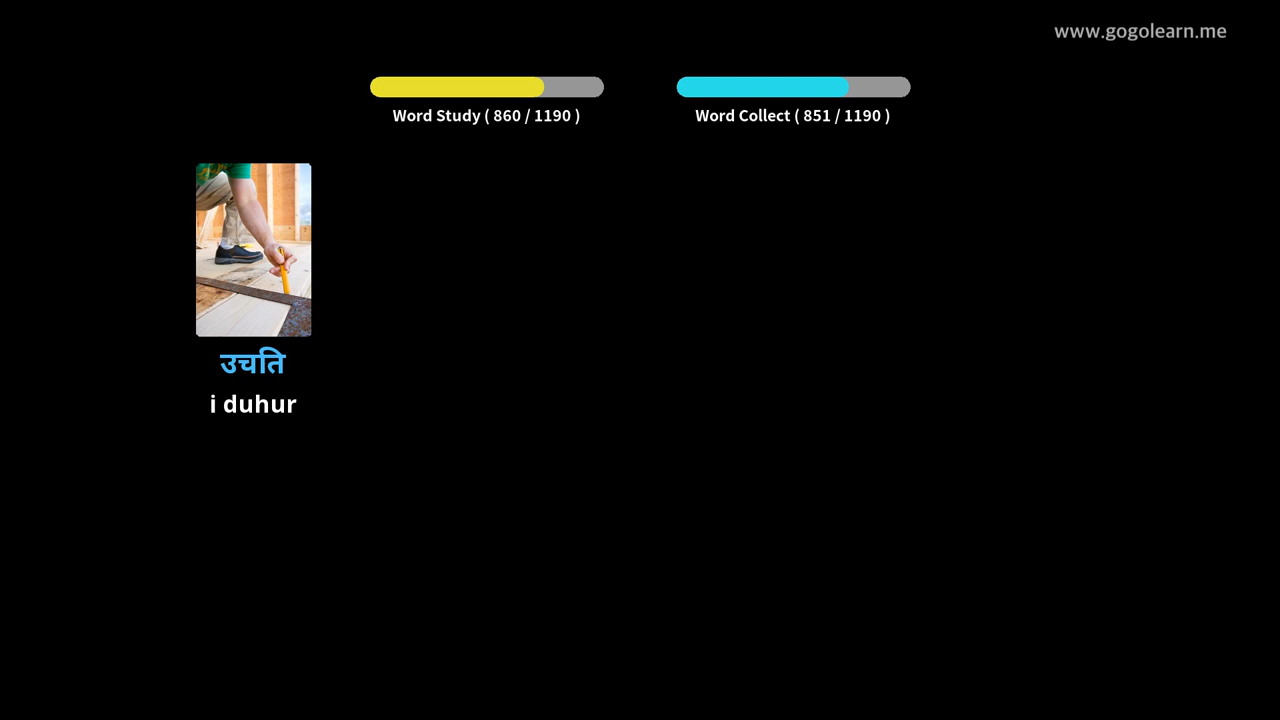 www.gogolearn.me
Word Study ( 860 / 1190 )
Word Collect ( 851 / 1190 )
उचति
i duhur